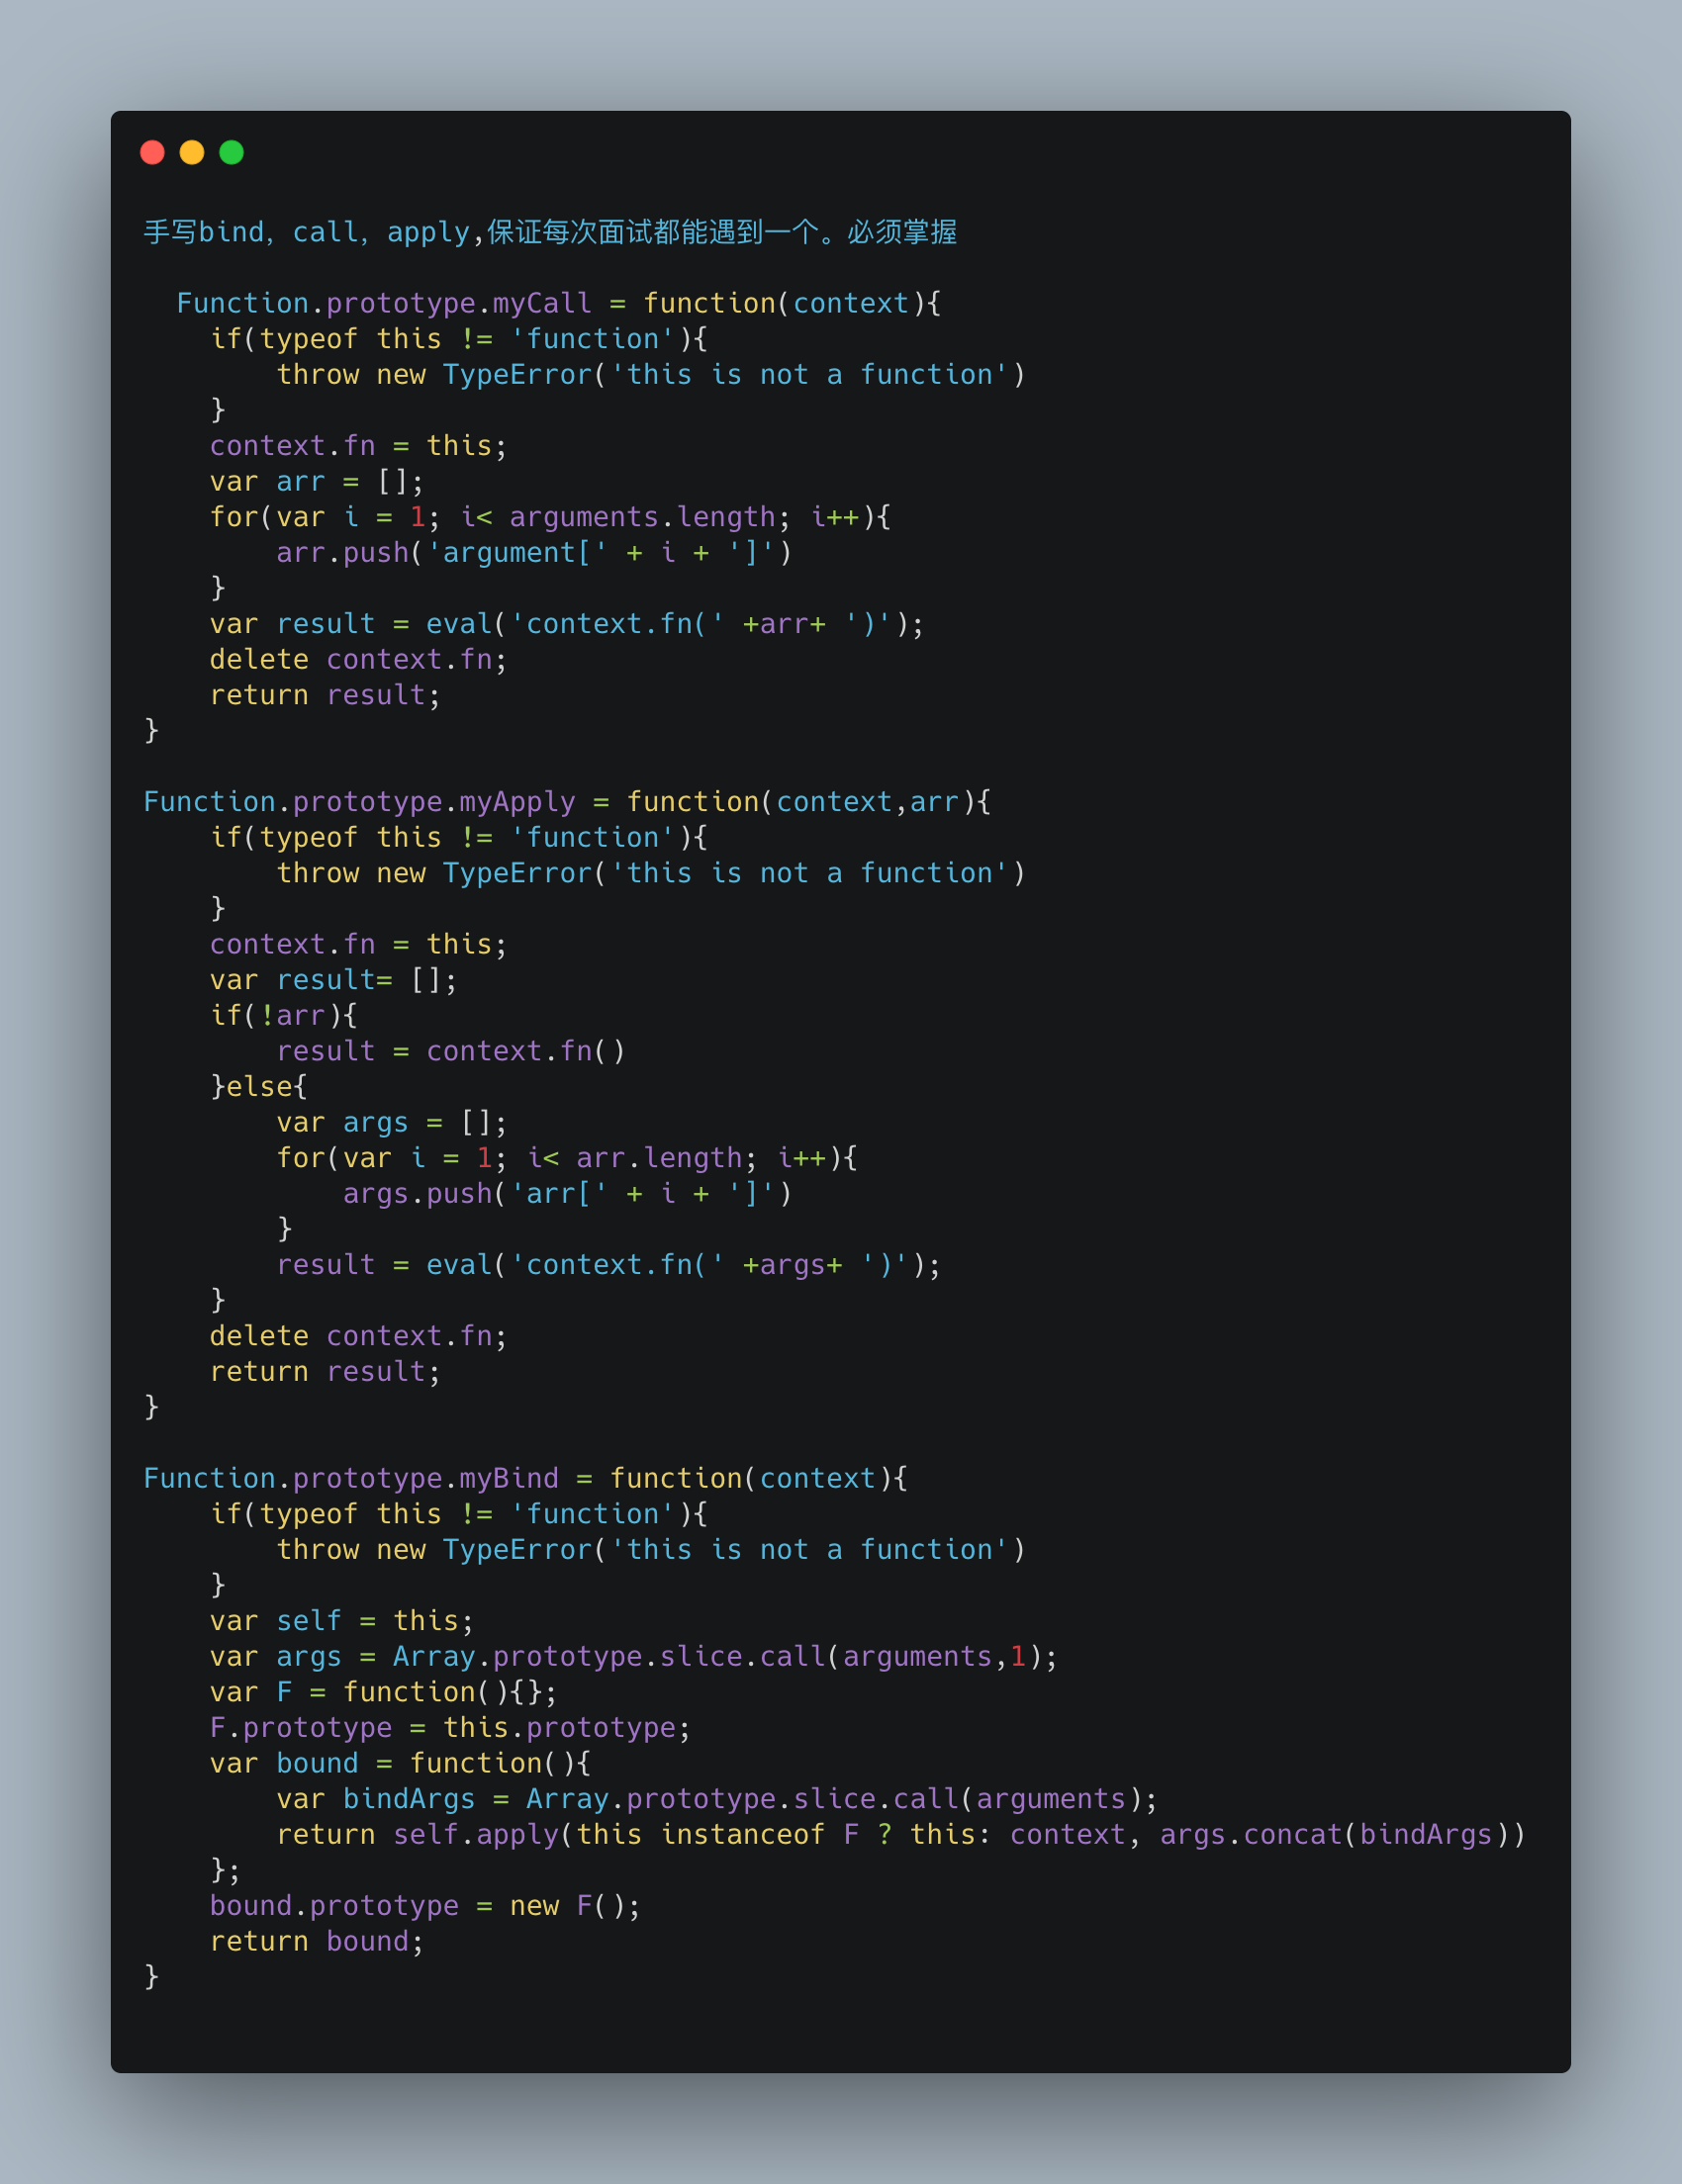 手写bind, call, apply,保证每次面试都能遇到一个。必须掌握
  Function.prototype.myCall = function(context){
    if(typeof this != 'function'){
        throw new TypeError('this is not a function')
    }
    context.fn = this;
    var arr = [];
    for(var i = 1; i< arguments.length; i++){
        arr.push('argument[' + i + ']')
    }
    var result = eval('context.fn(' +arr+ ')');
    delete context.fn;
    return result;
}
Function.prototype.myApply = function(context,arr){
    if(typeof this != 'function'){
        throw new TypeError('this is not a function')
    }
    context.fn = this;
    var result= [];
    if(!arr){
        result = context.fn()
    }else{
        var args = [];
        for(var i = 1; i< arr.length; i++){
            args.push('arr[' + i + ']')
        }
        result = eval('context.fn(' +args+ ')');
    }
    delete context.fn;
    return result;
}
Function.prototype.myBind = function(context){
    if(typeof this != 'function'){
        throw new TypeError('this is not a function')
    }
    var self = this;
    var args = Array.prototype.slice.call(arguments,1);
    var F = function(){};
    F.prototype = this.prototype;
    var bound = function(){
        var bindArgs = Array.prototype.slice.call(arguments);
        return self.apply(this instanceof F ? this: context, args.concat(bindArgs))
    };
    bound.prototype = new F();
    return bound;
}